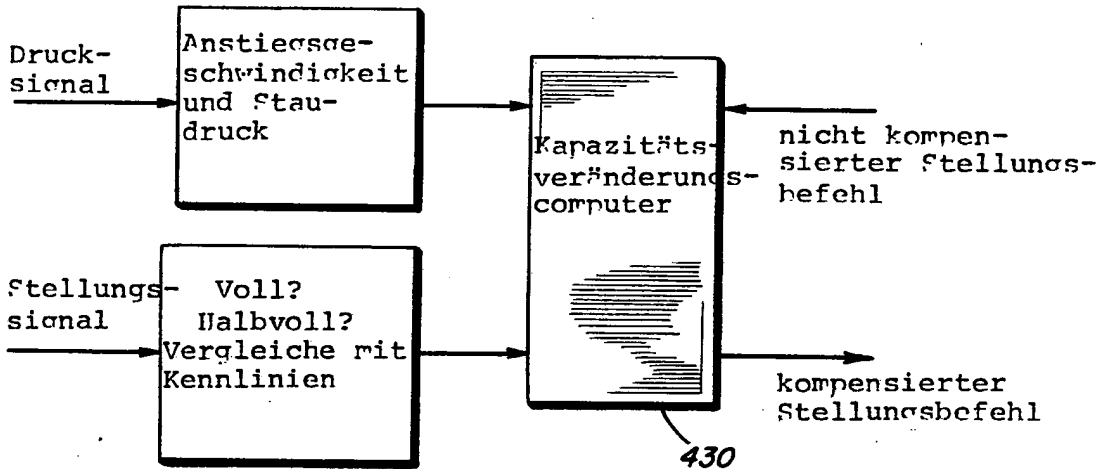 Druck-
signal
Anstiegsge-
schwindigkeit
und Stau-
druck
Kapazitäts-
veränderungs-
computer
nicht kompen-
sierter Stellungs-
befehl
Stellungs-
signal
Voll?
Halbvoll?
Vergleiche mit
Kennlinien
kompensierter
Stellungsbefehl
430